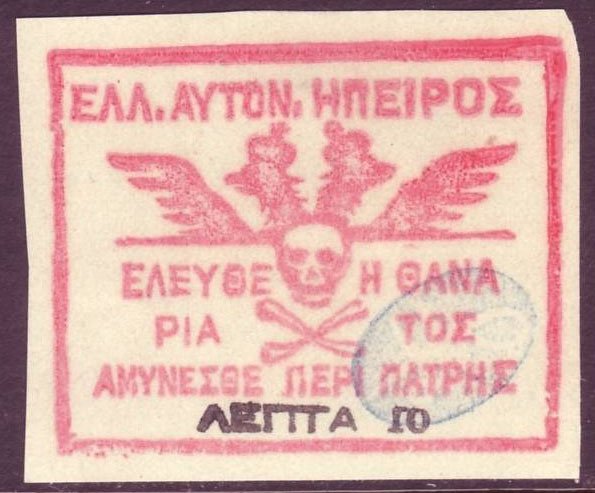 ΕΛΛ. ΑΥΤΟΝ. ΗΠΕΙΡΟΣ
ΕΛΕΥΘΕ Η ΘΑΝΑ
ΡΙΑ ΤΟΣ
ΑΜΥΝΕΣΘΕ ΠΕΡΙ ΠΑΤΡΗΣ
ΛΕΠΤΑ 10